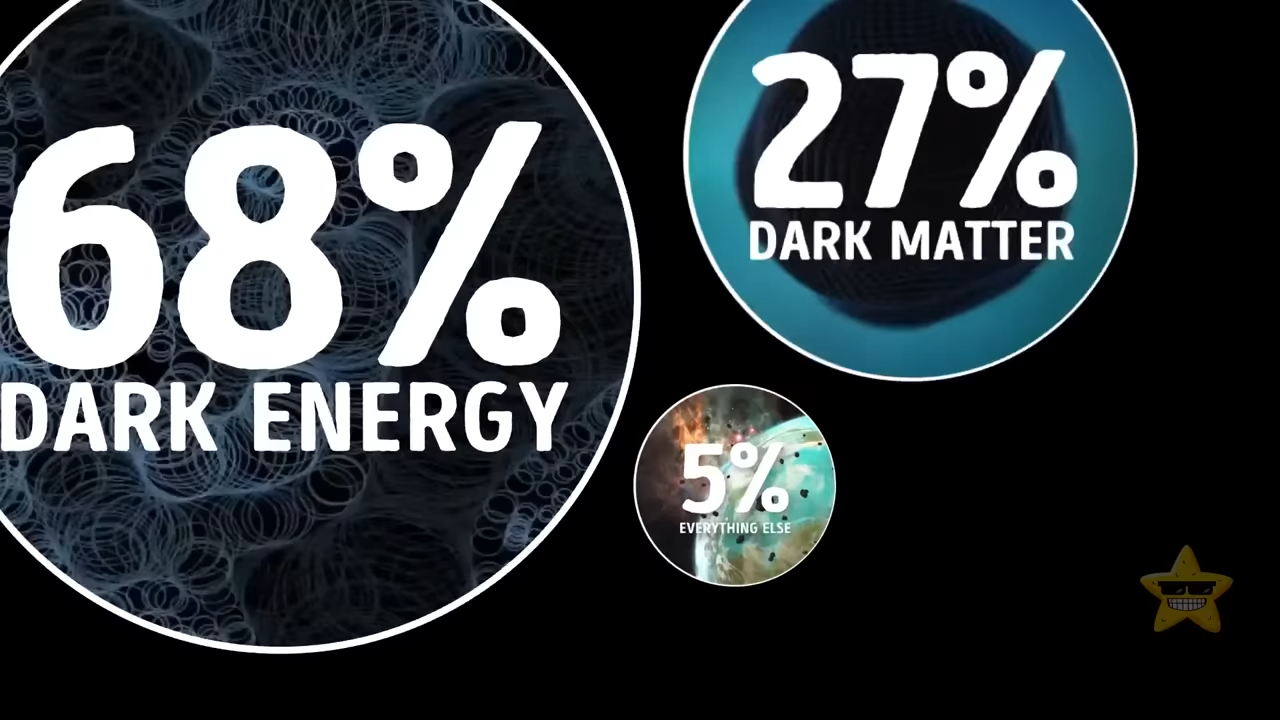 68%
DARK ENERGY
27%
DARK MATTER
5%
EVERYTHING ELSE